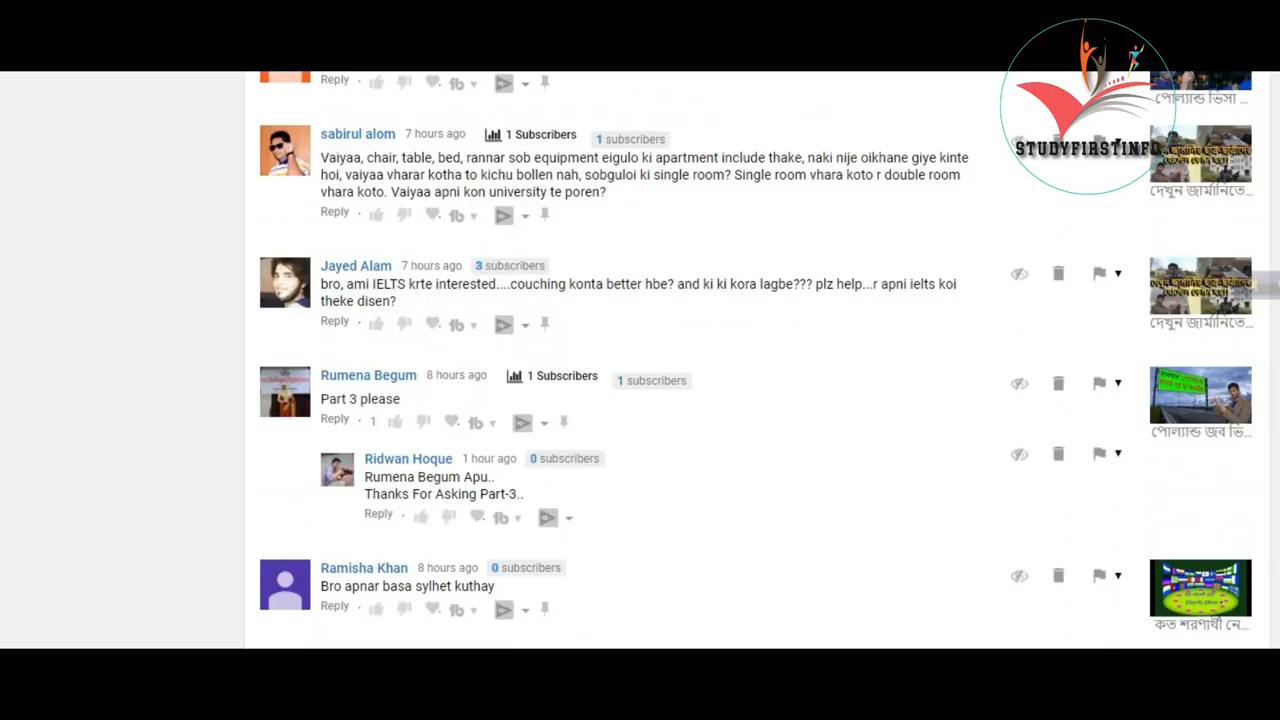 STUDYFIRSTINFO
Reply
পোল্যান্ড ভিসা ...
sabirul alom 7 hours ago 1 Subscribers 1 subscribers
Vaiyaa, chair, table, bed, rannar sob equipment eigulo ki apartment include thake, naki nije oikhane giye kinte
hoi, vaiyaa vharar kotha to kichu bollen nah, sobguloi ki single room? Single room vhara koto r double room
vhara koto. Vaiyaa apni kon university te poren?
দেখুন জার্মানিতে...
Reply
Jayed Alam 7 hours ago 3 subscribers
bro, ami IELTS krte interested....couching konta better hbe? and ki ki kora lagbe??? plz help...r apni ielts koi
theke disen?
দেখুন জার্মানিতে...
Reply
Rumena Begum 8 hours ago 1 Subscribers 1 subscribers
Part 3 please
Reply 1
পোল্যান্ড জব ভি...
Ridwan Hoque 1 hour ago 0 subscribers
Rumena Begum Apu..
Thanks For Asking Part-3..
Reply
Ramisha Khan 8 hours ago 0 subscribers
Bro apnar basa sylhet kuthay
Reply
কত শরণার্থী নে...